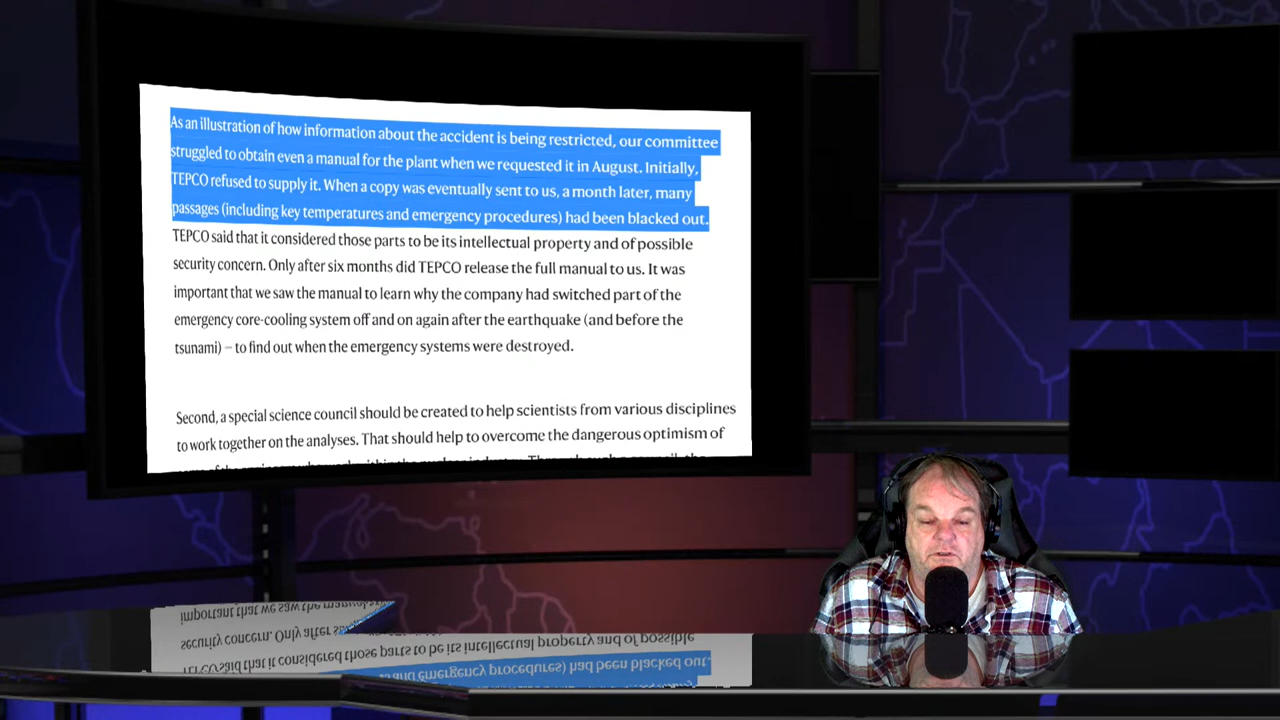 As an illustration of how information about the accident is being restricted, our committee
struggled to obtain even a manual for the plant when we requested it in August. Initially,
TEPCO refused to supply it. When a copy was eventually sent to us, a month later, many
passages (including key temperatures and emergency procedures) had been blacked out.
TEPCO said that it considered those parts to be its intellectual property and of possible
security concern. Only after six months did TEPCO release the full manual to us. It was
important that we saw the manual to learn why the company had switched part of the
emergency core-cooling system off and on again after the earthquake (and before the
tsunami) – to find out when the emergency systems were destroyed.
Second, a special science council should be created to help scientists from various disciplines
to work together on the analyses. That should help to overcome the dangerous optimism of